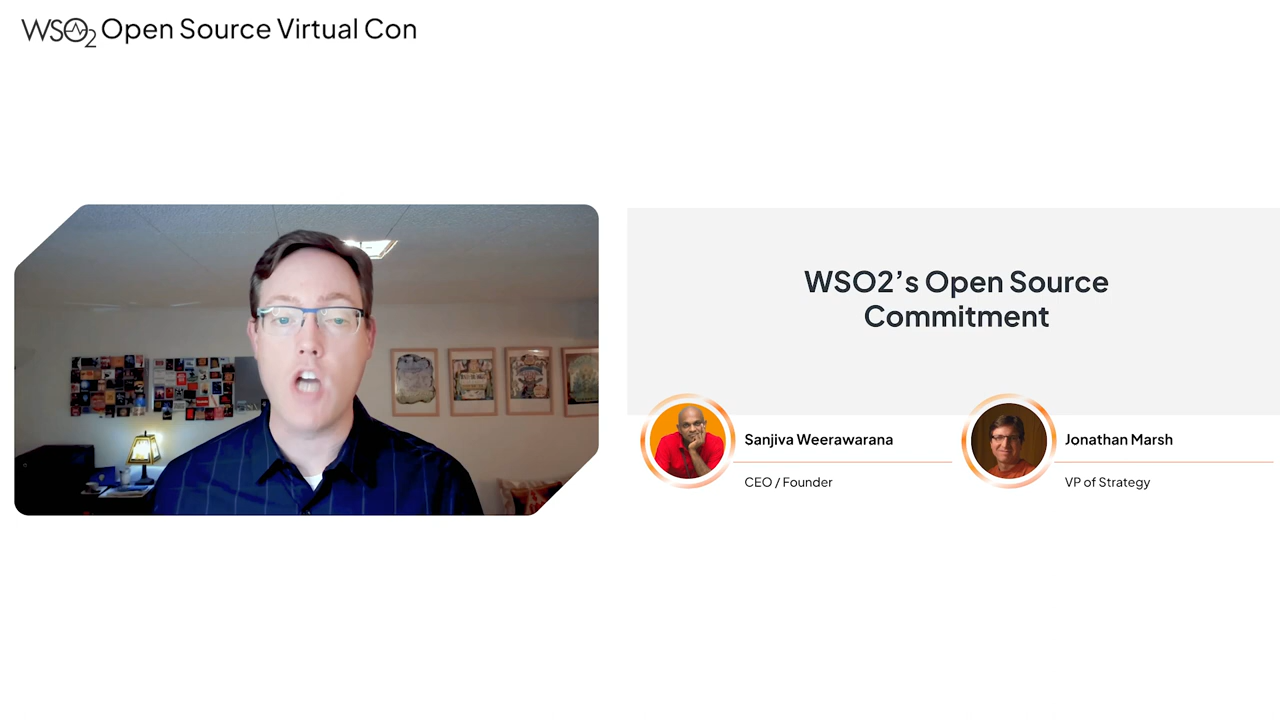 WSO2 Open Source Virtual Con
WSO2’s Open Source
Commitment
Sanjiva Weerawarana
CEO / Founder
Jonathan Marsh
VP of Strategy